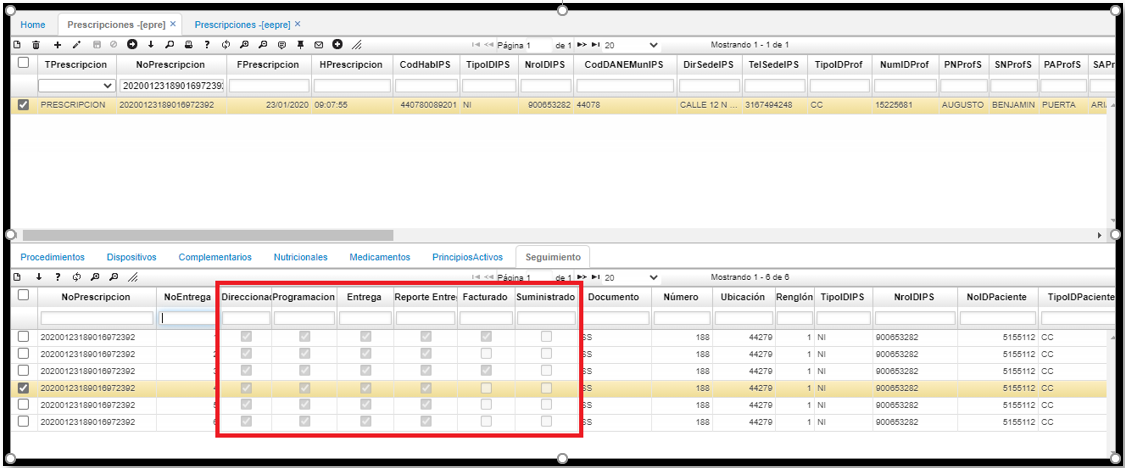 Home Prescripciones -[epre] × Prescripciones -[eepre] ×
Página 1 de 1 20 Mostrando 1 - 1 de 1
TPrescripcion NoPrescripcion FPrescripcion HPrescripcion CodHabIPS TipoIDIPS NroIDIPS CodDANEMunIPS DirSedeIPS TelSedeIPS TipoIDProf NumIDProf PNProfS SNProfS PAProfS SAPr
20200123189016972392
PRESCRIPCION 20200123189016972392 23/01/2020 09:07:55 440780089201 NI 900653282 44078 CALLE 12 N ... 3167494248 CC 15225681 AUGUSTO BENJAMIN PUERTA ARI
Procedimientos Dispositivos Complementarios Nutricionales Medicamentos PrincipiosActivos Seguimiento
Página 1 de 1 20 Mostrando 1 - 6 de 6
NoPrescripcion NoEntrega Direccionac Programacion Entrega Reporte Entre Facturado Suministrado Documento Número Ubicación Renglón TipoIDIPS NroIDIPS NoIDPaciente TipoIDPaciente
20200123189016972392 SS 188 44279 1 NI 900653282 5155112 CC
20200123189016972392 2 SS 188 44279 1 NI 900653282 5155112 CC
20200123189016972392 3 SS 188 44279 1 NI 900653282 5155112 CC
20200123189016972392 4 SS 188 44279 1 NI 900653282 5155112 CC
20200123189016972392 5 SS 188 44279 1 NI 900653282 5155112 CC
20200123189016972392 6 SS 188 44279 1 NI 900653282 5155112 CC